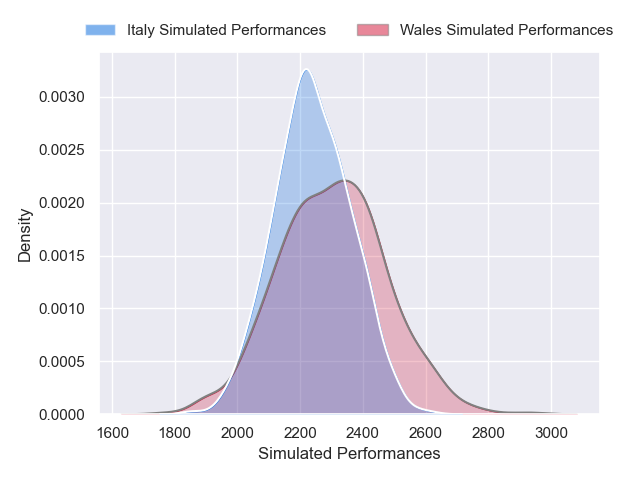 Italy Simulated Performances
Wales Simulated Performances
0.0030
0.0025
0.0020
0.0015
0.0010
0.0005
0.0000
Density
1600 1800 2000 2200 2400 2600 2800 3000
Simulated Performances